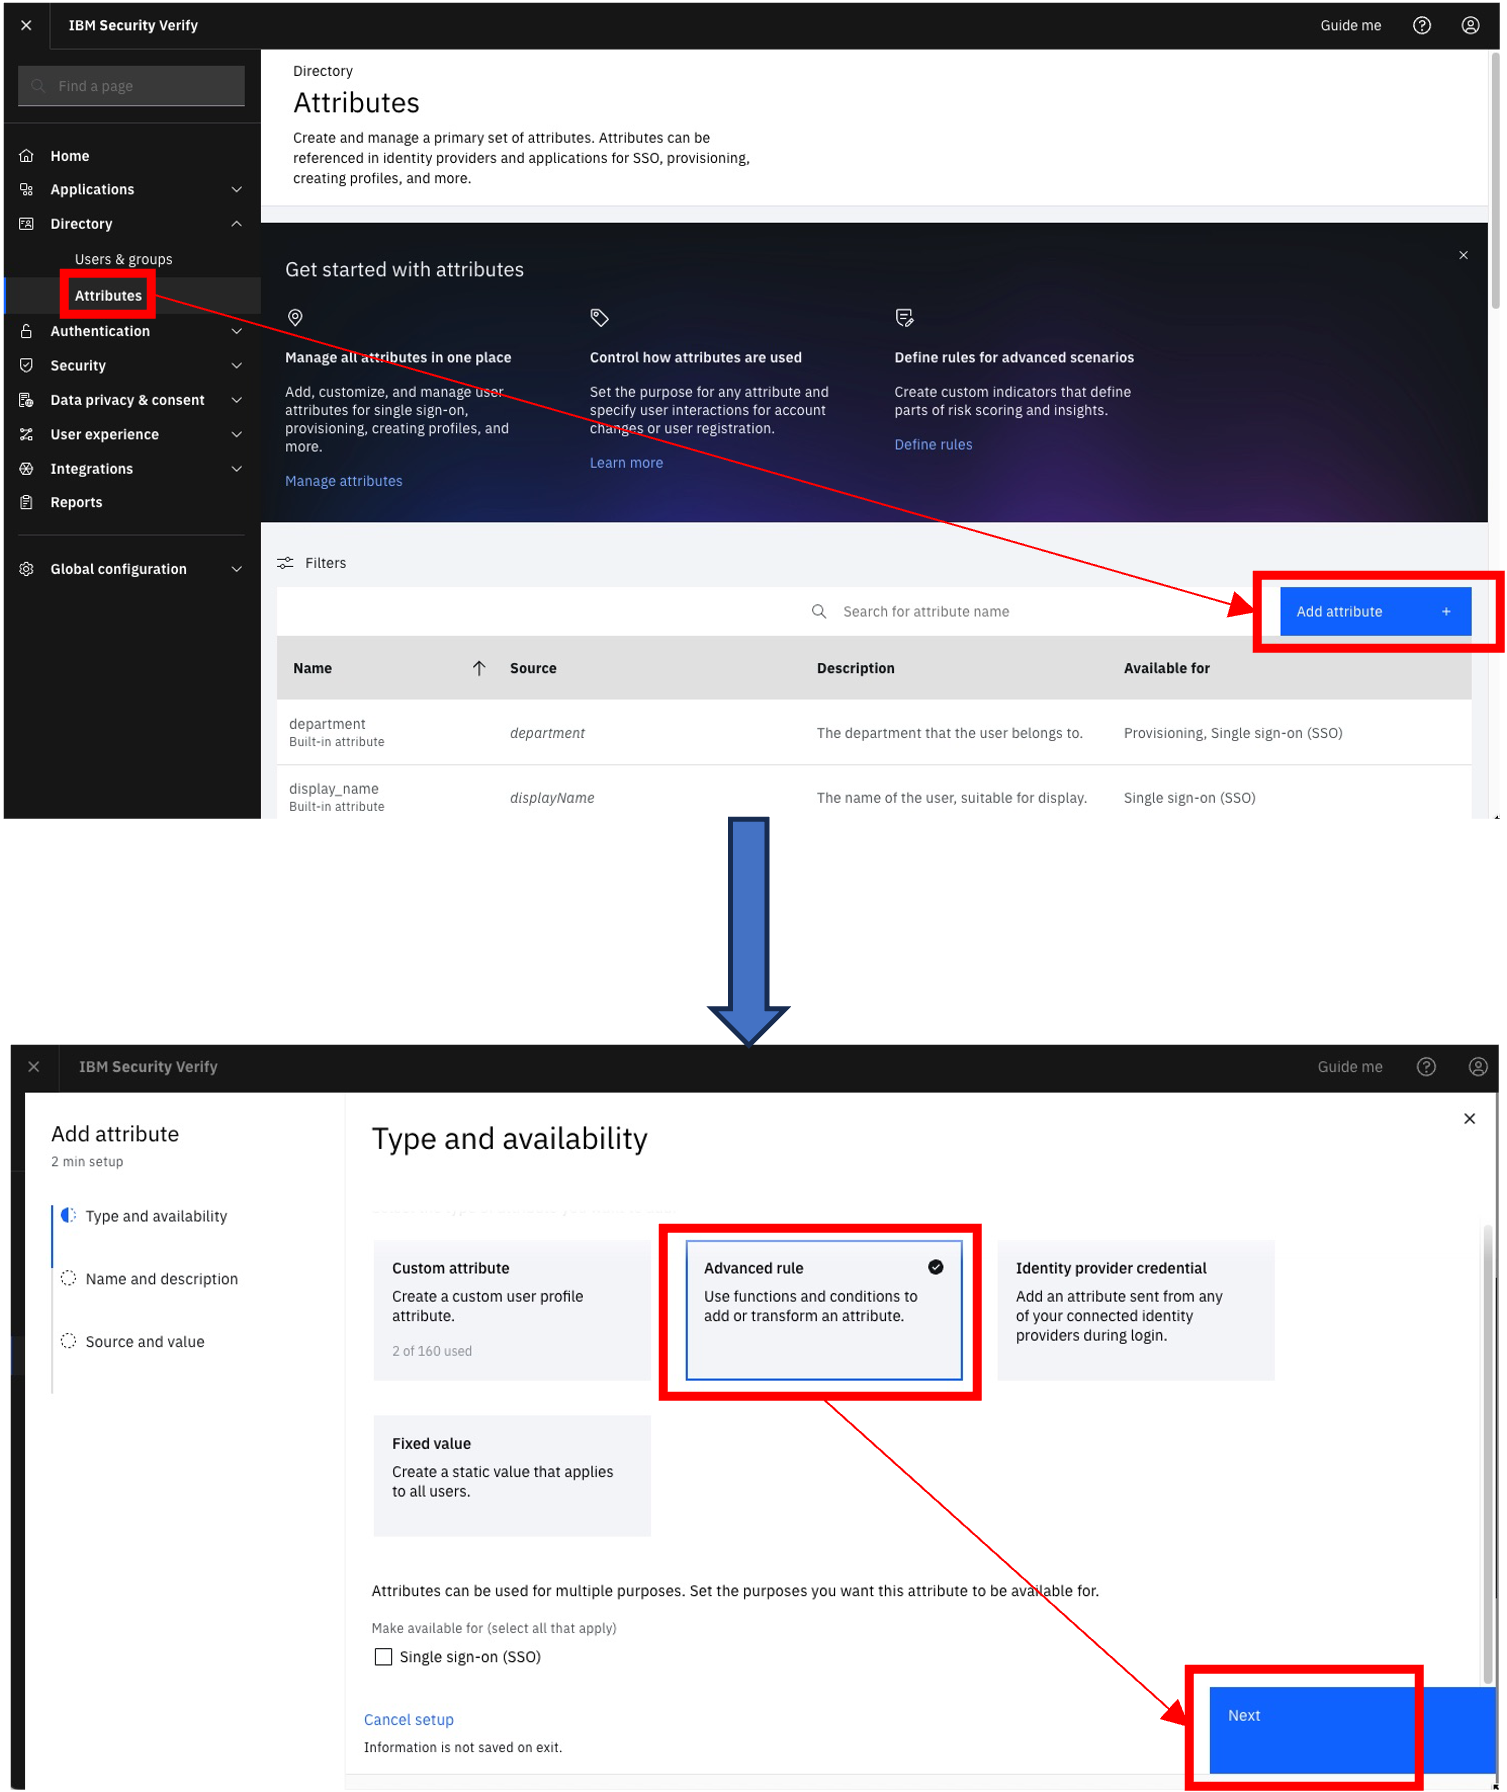 IBM Security Verify
Guide me
Find a page
Home
Applications
Directory
Users & groups
Attributes
Authentication
Security
Data privacy & consent
User experience
Integrations
Reports
Global configuration
Directory
Attributes
Create and manage a primary set of attributes. Attributes can be
referenced in identity providers and applications for SSO, provisioning,
creating profiles, and more.
Get started with attributes
Manage all attributes in one place
Add, customize, and manage user
attributes for single sign-on,
provisioning, creating profiles, and
more.
Manage attributes
Control how attributes are used
Set the purpose for any attribute and
specify user interactions for account
changes or user registration.
Learn more
Define rules for advanced scenarios
Create custom indicators that define
parts of risk scoring and insights.
Define rules
Filters
Search for attribute name
Add attribute +
Name Source Description Available for
department
Built-in attribute
department
The department that the user belongs to.
Provisioning, Single sign-on (SSO)
display_name
Built-in attribute
displayName
The name of the user, suitable for display.
Single sign-on (SSO)
IBM Security Verify
Guide me
Add attribute
2 min setup
Type and availability
Name and description
Source and value
Type and availability
Custom attribute
Create a custom user profile
attribute.
2 of 160 used
Advanced rule
Use functions and conditions to
add or transform an attribute.
Identity provider credential
Add an attribute sent from any
of your connected identity
providers during login.
Fixed value
Create a static value that applies
to all users.
Attributes can be used for multiple purposes. Set the purposes you want this attribute to be available for.
Make available for (select all that apply)
Single sign-on (SSO)
Cancel setup
Information is not saved on exit.
Next